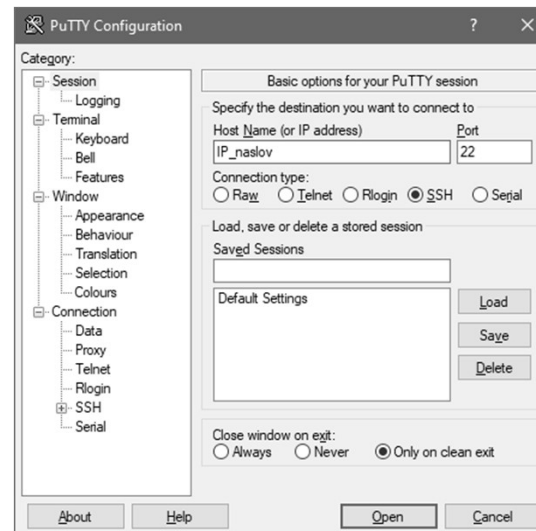 PuTTY Configuration
? ×
Category:
Session
Logging
Terminal
Keyboard
Bell
Features
Window
Appearance
Behaviour
Translation
Selection
Colours
Connection
Data
Proxy
Telnet
Rlogin
SSH
Serial
Basic options for your PuTTY session
Specify the destination you want to connect to
Host Name (or IP address) Port
IP_naslov 22
Connection type:
Raw Telnet Rlogin SSH Serial
Load, save or delete a stored session
Saved Sessions
Default Settings
Load
Save
Delete
Close window on exit:
Always Never Only on clean exit
About Help Open Cancel